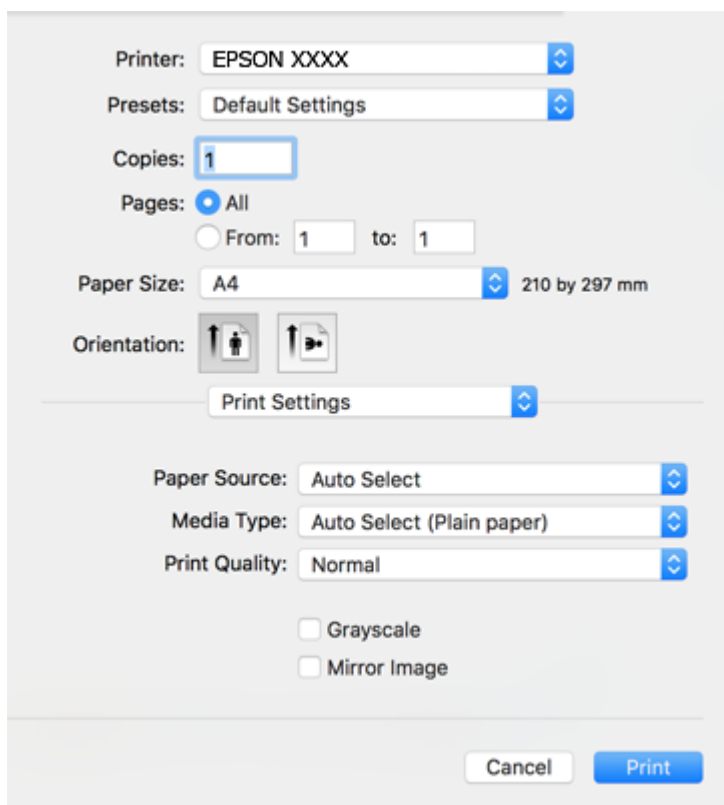 Printer: EPSON XXXX
Presets: Default Settings
Copies: 1
Pages: All
From: 1 to: 1
Paper Size: A4 210 by 297 mm
Orientation:
Print Settings
Paper Source: Auto Select
Media Type: Auto Select (Plain paper)
Print Quality: Normal
Grayscale
Mirror Image
Cancel Print